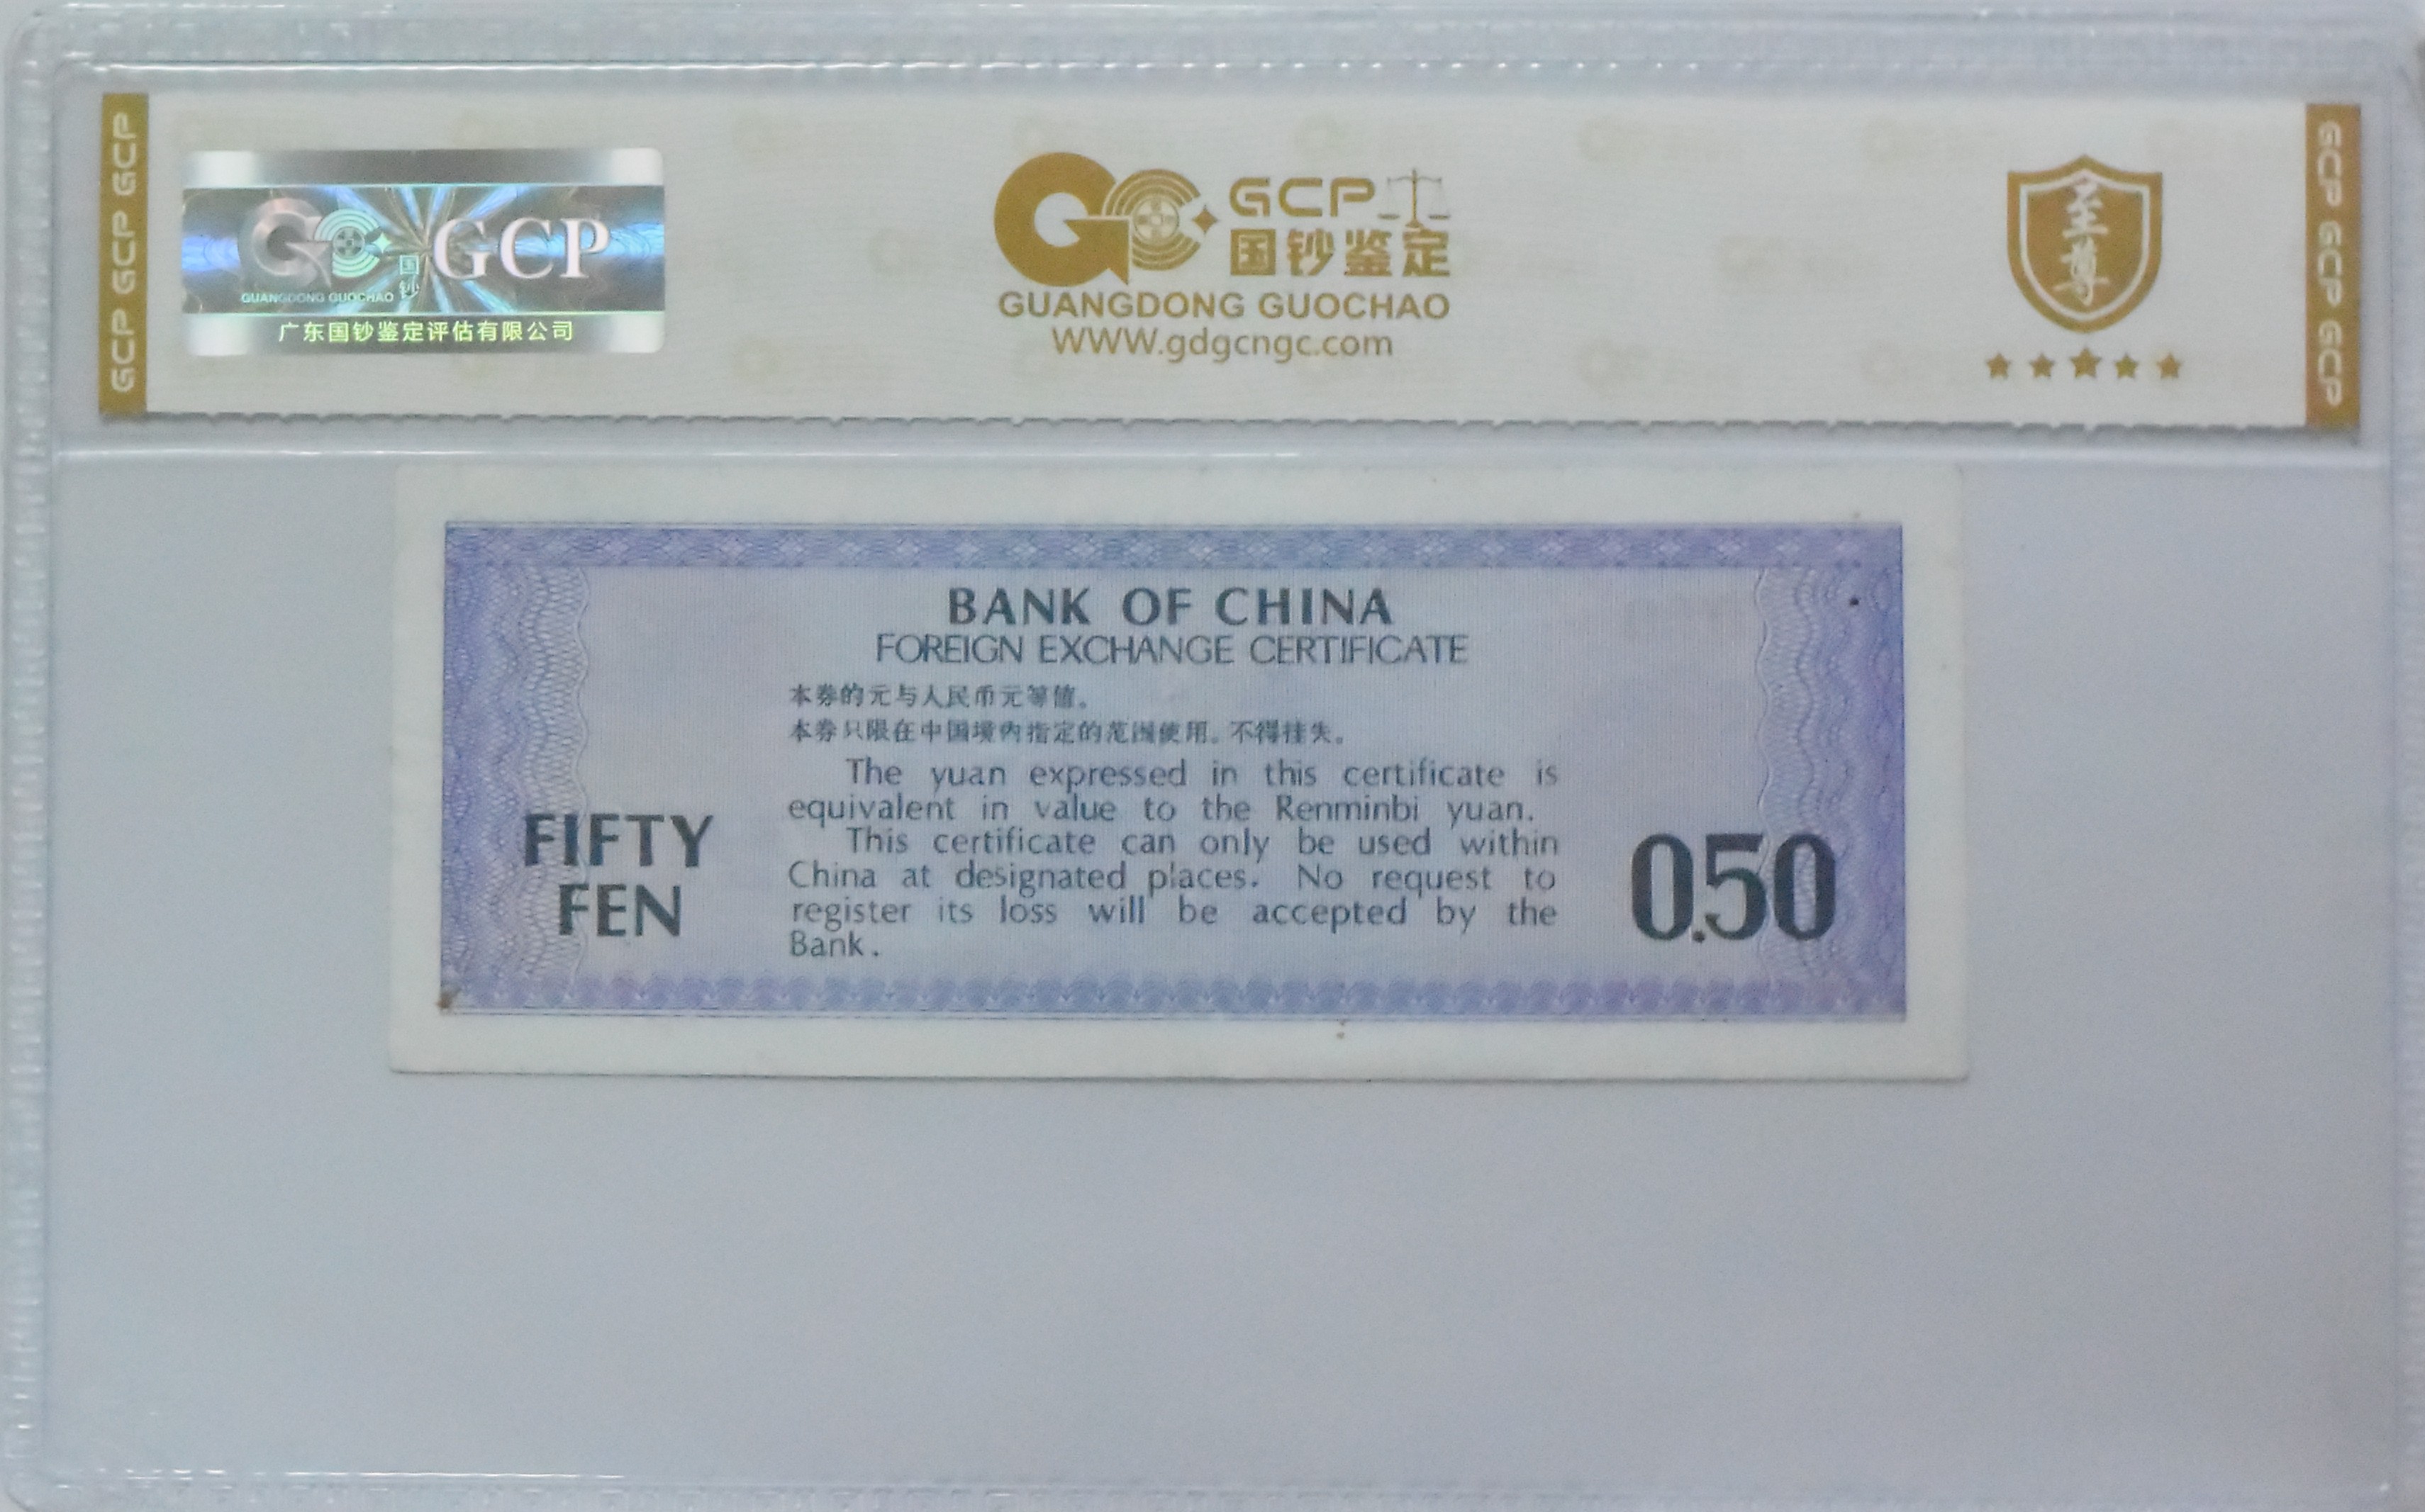 GCP GCP GCP
GCP
国钞
GUANGDONG GUOCHAO
广东国钞鉴定评估有限公司
GCP
国钞鉴定
GUANGDONG GUOCHAO
WWW.gdgcngc.com
至尊
GCP GCP GCP
BANK OF CHINA
FOREIGN EXCHANGE CERTIFICATE
本券的元与人民币元等值。
本券只限在中国境内指定的范围使用。不得挂失。
The yuan expressed in this certificate is
equivalent in value to the Renminbi yuan.
This certificate can only be used within
China at designated places. No request to
register its loss will be accepted by the
Bank.
FIFTY
FEN
0.50